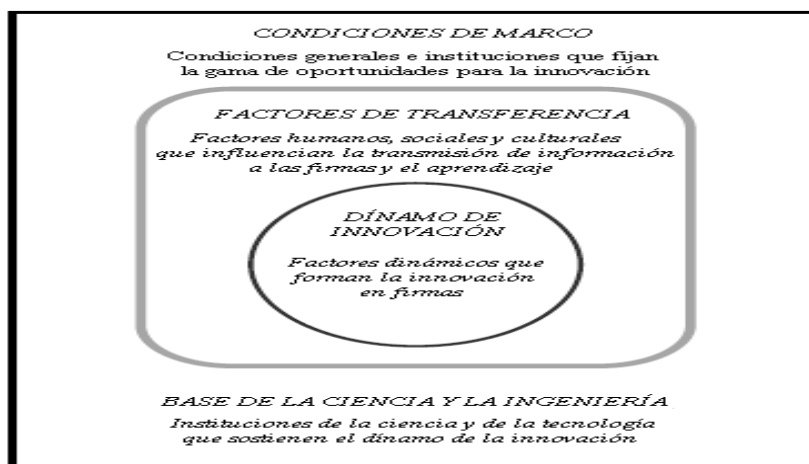 CONDICIONES DE MARCO
Condiciones generales e instituciones que fijan
la gama de oportunidades para la innovación
FACTORES DE TRANSFERENCIA
Factores humanos, sociales y culturales
que influencian la transmisión de información
a las firmas y el aprendizaje
DÍNAMO DE
INNOVACIÓN
Factores dinámicos que
forman la innovación
en firmas
BASE DE LA CIENCIA Y LA INGENIERÍA
Instituciones de la ciencia y de la tecnología
que sostienen el dínamo de la innovación